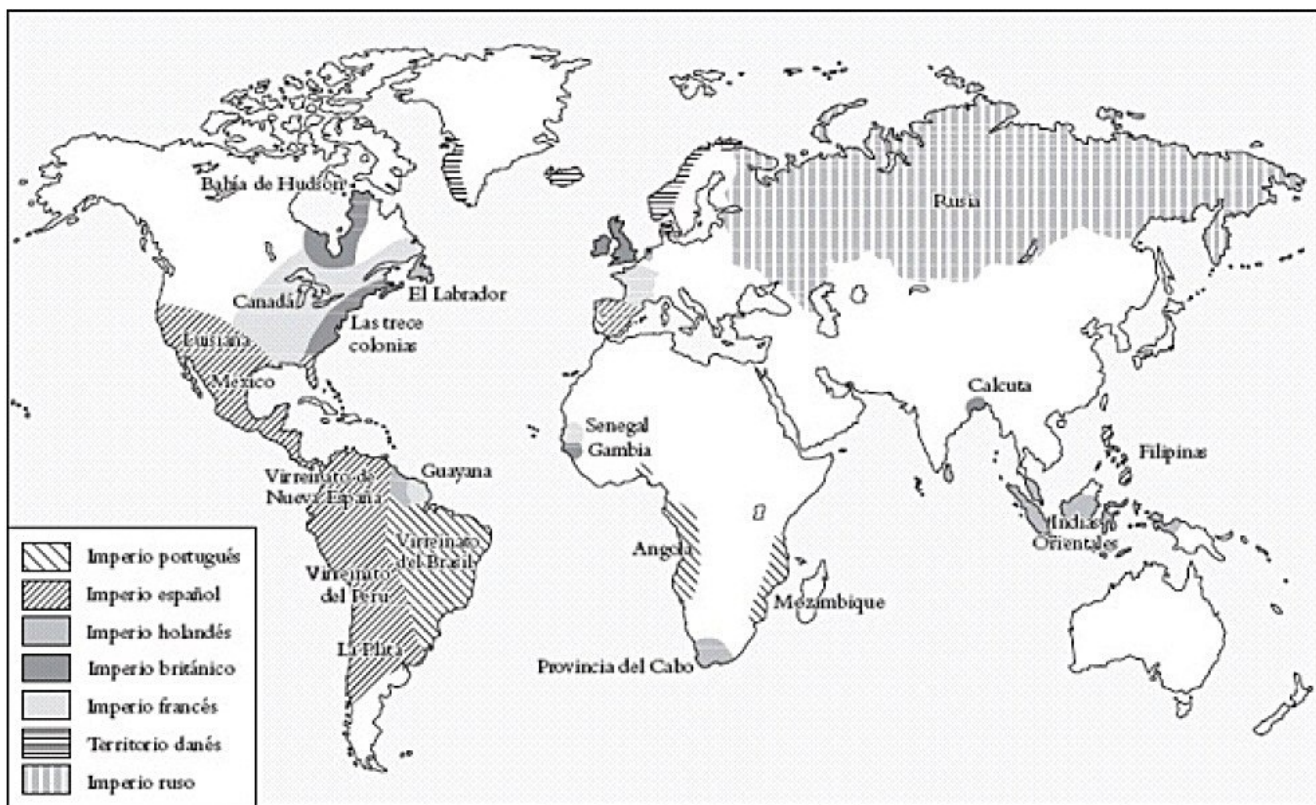 Bahía de Hudson
Rusia
Canadá
El Labrador
Las trece
colonias
Luisiana
México
Calcuta
Senegal
Gambia
Filipinas
Virreinato de
Nueva España
Guayana
Indias
Orientales
Angola
Virreinato
del Brasil
Virreinato
del Perú
Mozambique
La Plata
Provincia del Cabo
Imperio portugués
Imperio español
Imperio holandés
Imperio británico
Imperio francés
Territorio danés
Imperio ruso